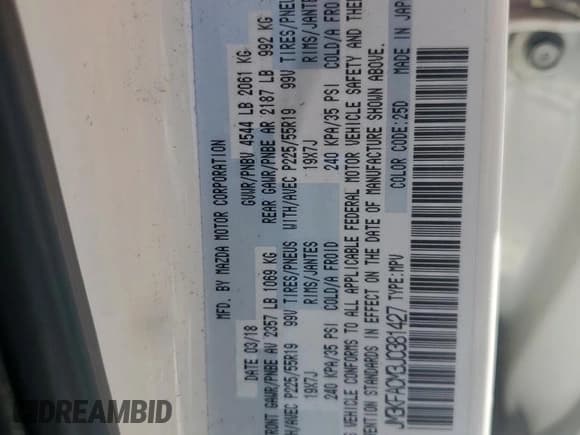 MFD. BY MAZDA MOTOR CORPORATION
DATE 03/18 GVWR/PNBV 4544 LB 2061 KG
FRONT GAWR/PNBE AV 2357 LB 1069 KG REAR GAWR/PNBE AR 2187 LB 992 KG
WITH/AVEC P225/55R19 99V TIRES/PNEUS WITH/AVEC P225/55R19 99V TIRES/PNEUS
19X7J RIMS/JANTES 19X7J RIMS/JANTES
240 KPA/35 PSI COLD/A FROID 240 KPA/35 PSI COLD/A FROID
VEHICLE CONFORMS TO ALL APPLICABLE FEDERAL MOTOR VEHICLE SAFETY AND
STANDARDS IN EFFECT ON THE DATE OF MANUFACTURE SHOWN ABOVE.
JM3KFACM3J0381427 TYPE:MPV COLOR CODE:25D MADE IN JAP
IDREAMBID